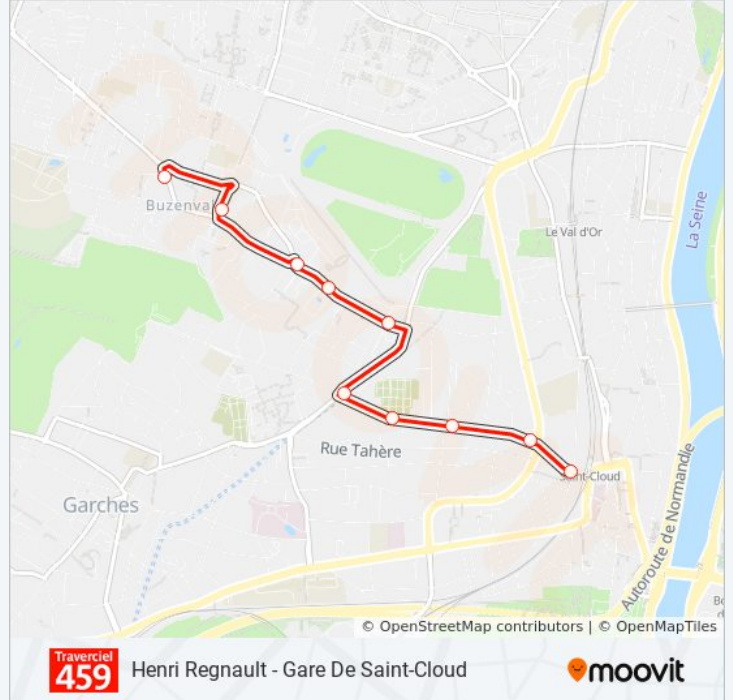 Buzenval
Le Val d'Or
La Seine
Rue Tahère
Saint-Cloud
Garches
Autoroute de Normandie
© OpenStreetMap contributors | © OpenMapTiles
Traverciel
459
Henri Regnault - Gare De Saint-Cloud
moovit